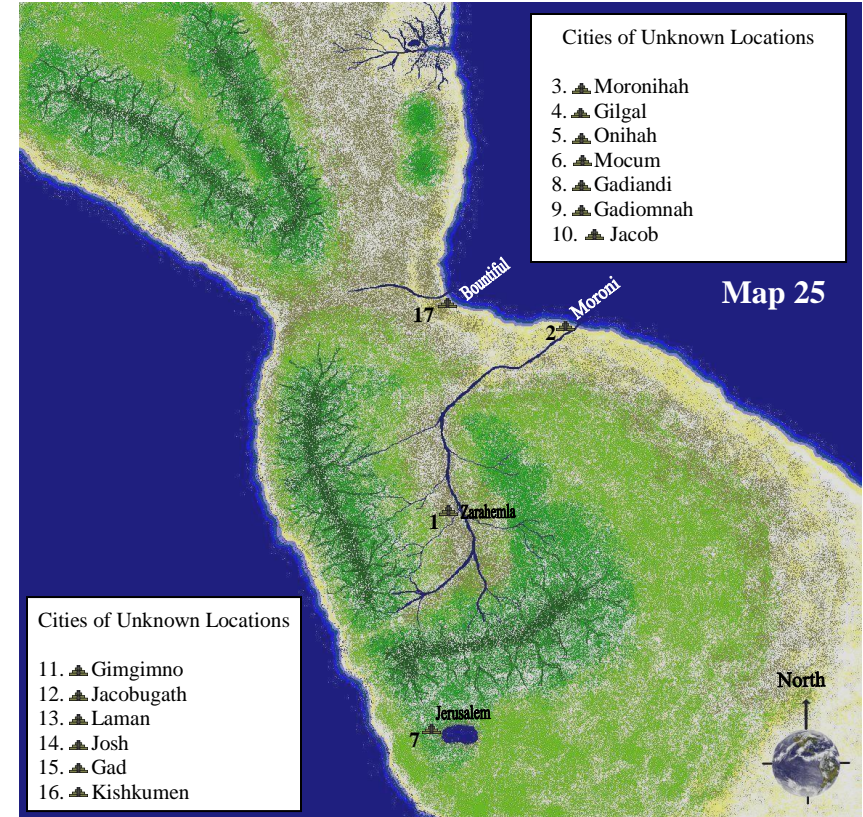 Cities of Unknown Locations
3. Moronihah
4. Gilgal
5. Onihah
6. Mocum
8. Gadiandi
9. Gadiomnah
10. Jacob
Map 25
Bountiful
17
Moroni
2
Zarahemla
1
Cities of Unknown Locations
11. Gimgimno
12. Jacobugath
13. Laman
14. Josh
15. Gad
16. Kishkumen
Jerusalem
7
North